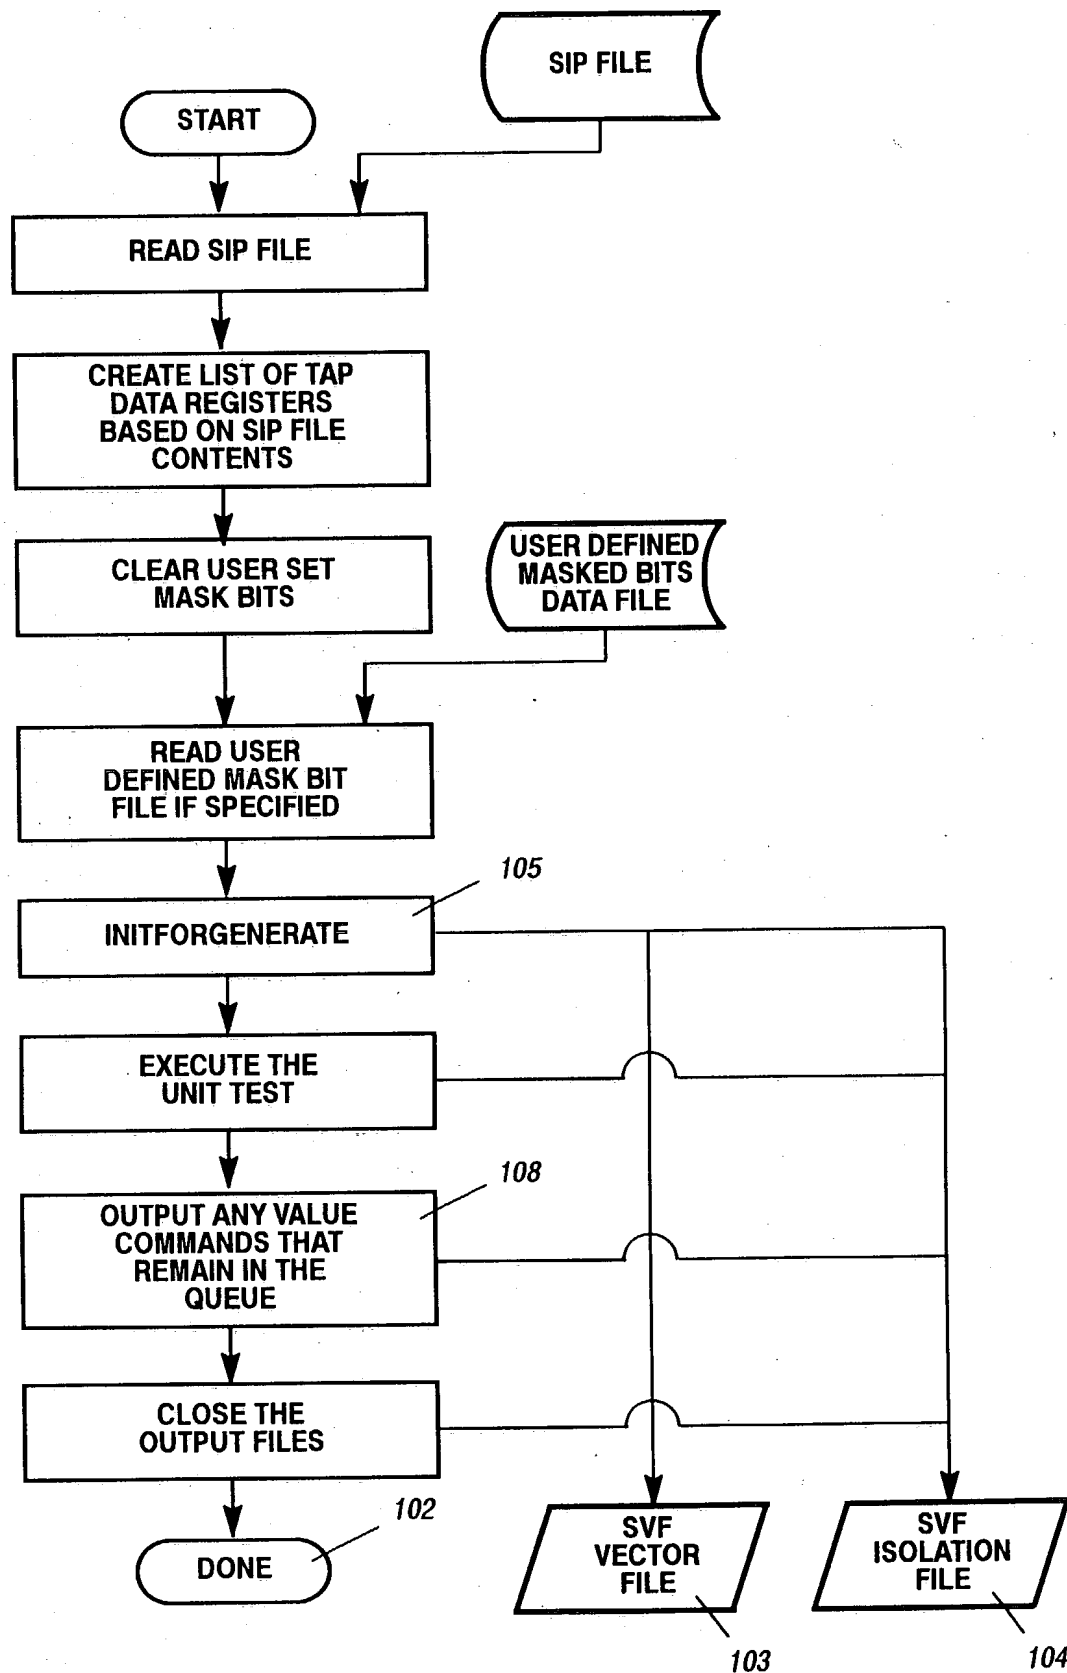 SIP FILE
START
READ SIP FILE
CREATE LIST OF TAP
DATA REGISTERS
BASED ON SIP FILE
CONTENTS
CLEAR USER SET
MASK BITS
USER DEFINED
MASKED BITS
DATA FILE
READ USER
DEFINED MASK BIT
FILE IF SPECIFIED
105
INITFORGENERATE
EXECUTE THE
UNIT TEST
108
OUTPUT ANY VALUE
COMMANDS THAT
REMAIN IN THE
QUEUE
CLOSE THE
OUTPUT FILES
102
DONE
SVF
VECTOR
FILE
SVF
ISOLATION
FILE
103
104